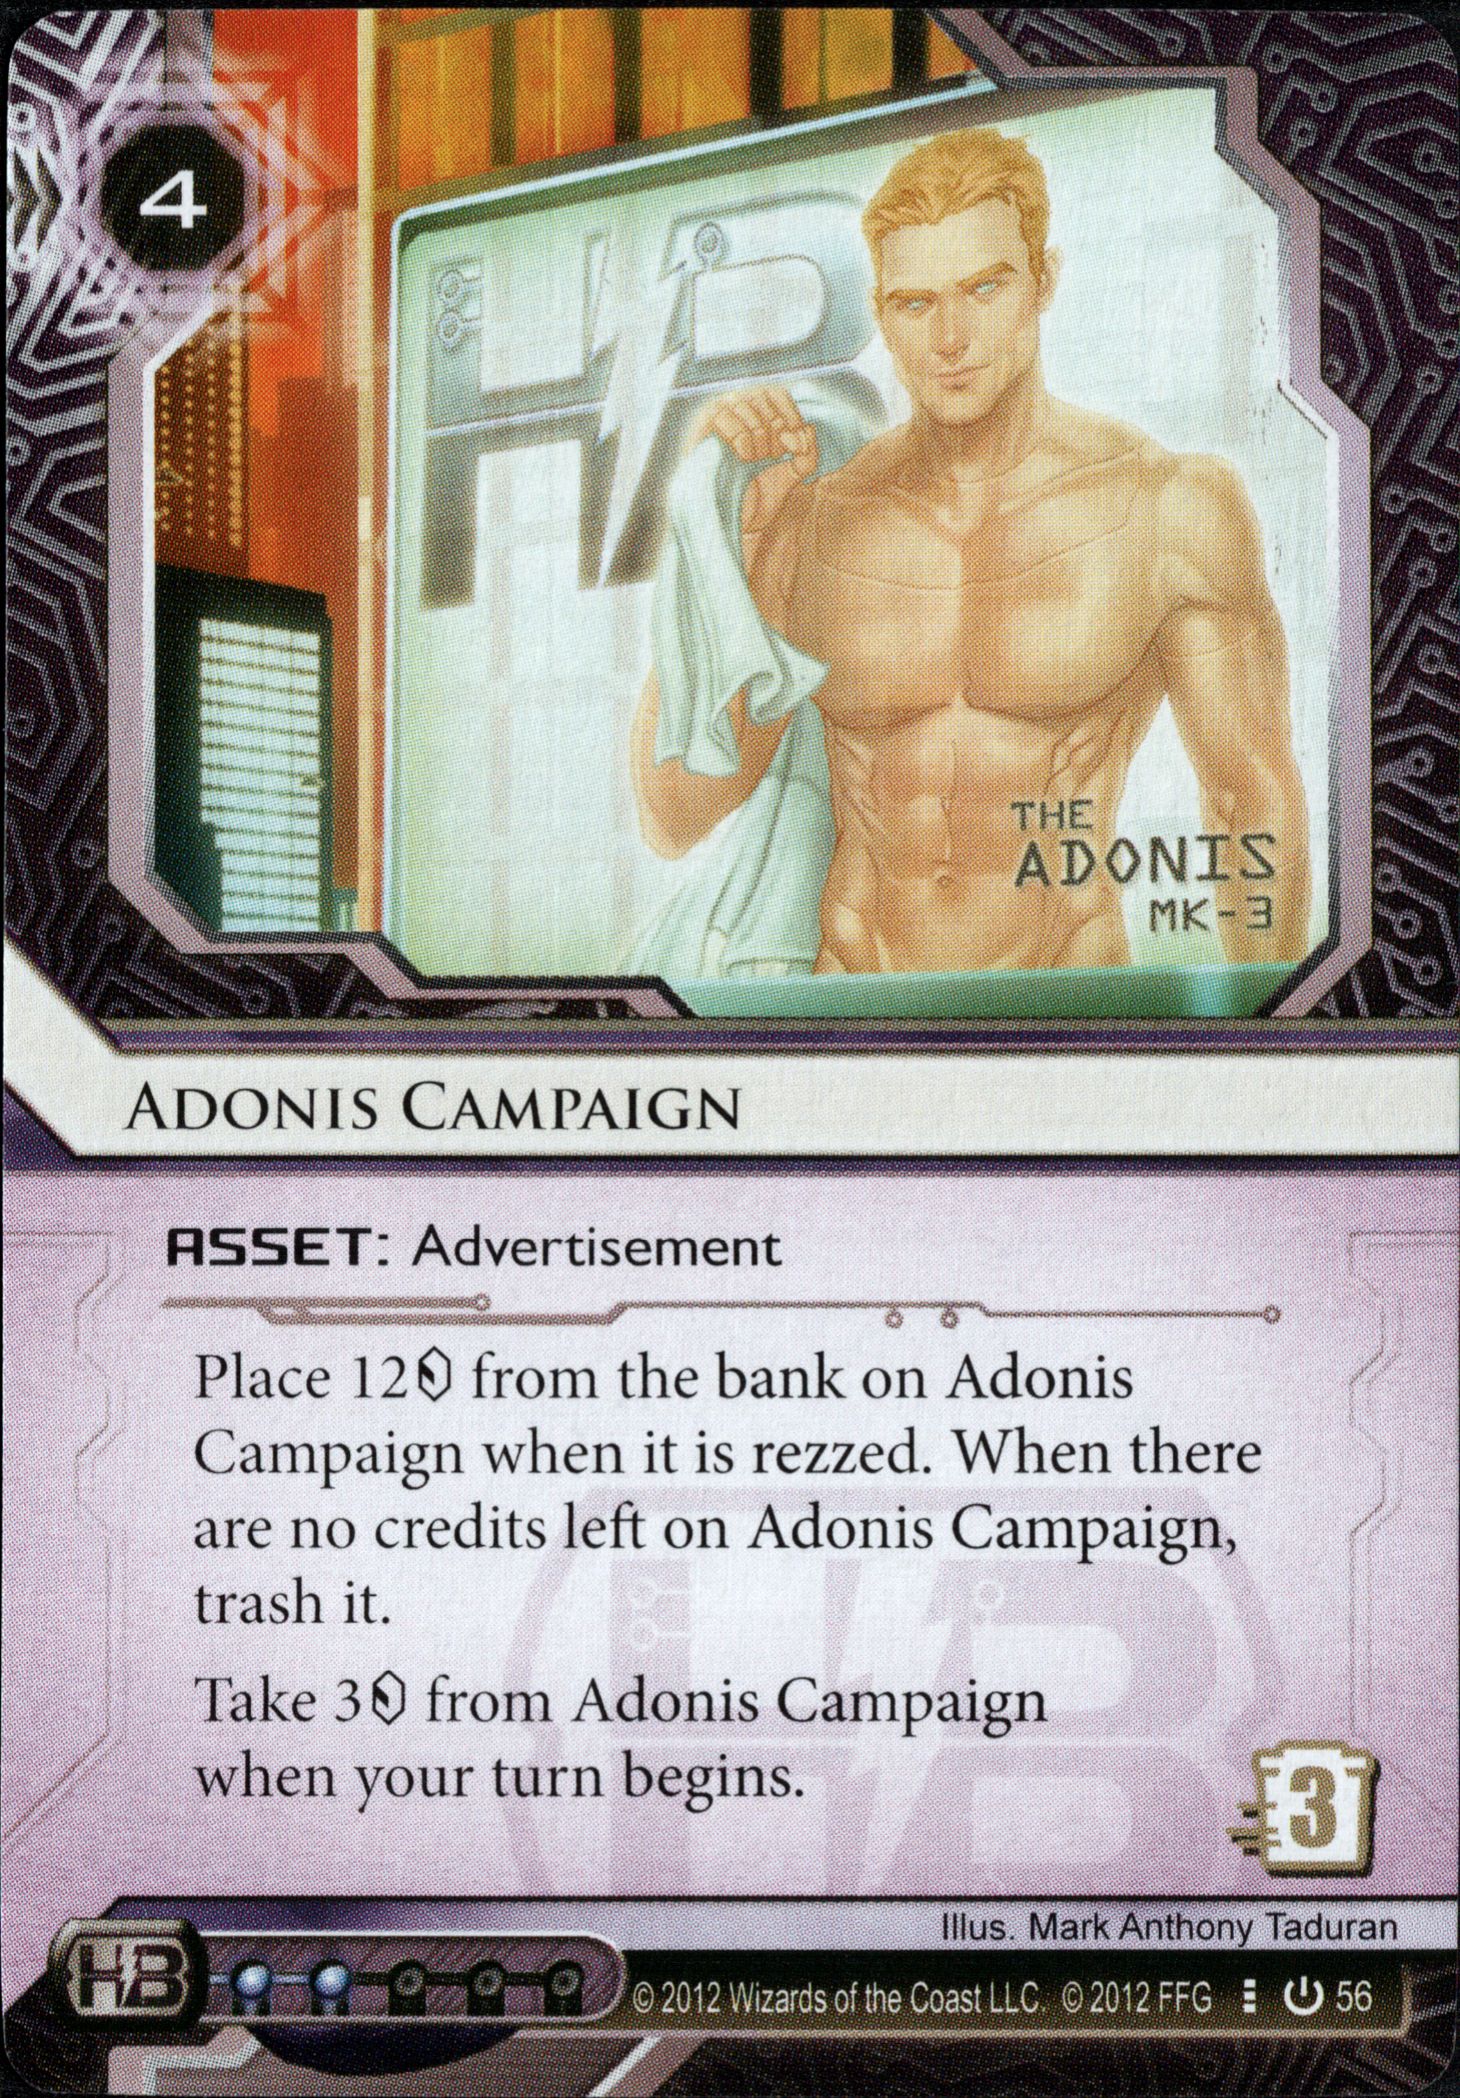 4
HB
THE
ADONIS
MK-3
ADONIS CAMPAIGN
ASSET: Advertisement
Place 12 from the bank on Adonis
Campaign when it is rezzed. When there
are no credits left on Adonis Campaign,
trash it.
Take 3 from Adonis Campaign
when your turn begins.
3
Illus. Mark Anthony Taduran
HB
© 2012 Wizards of the Coast LLC. © 2012 FFG 56